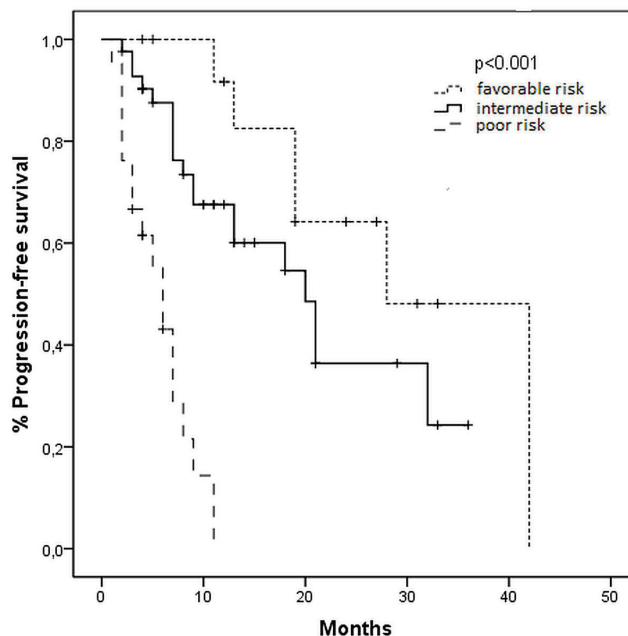 p<0.001
favorable risk
intermediate risk
poor risk
% Progression-free survival
1,0
0,8
0,6
0,4
0,2
0,0
0 10 20 30 40 50
Months